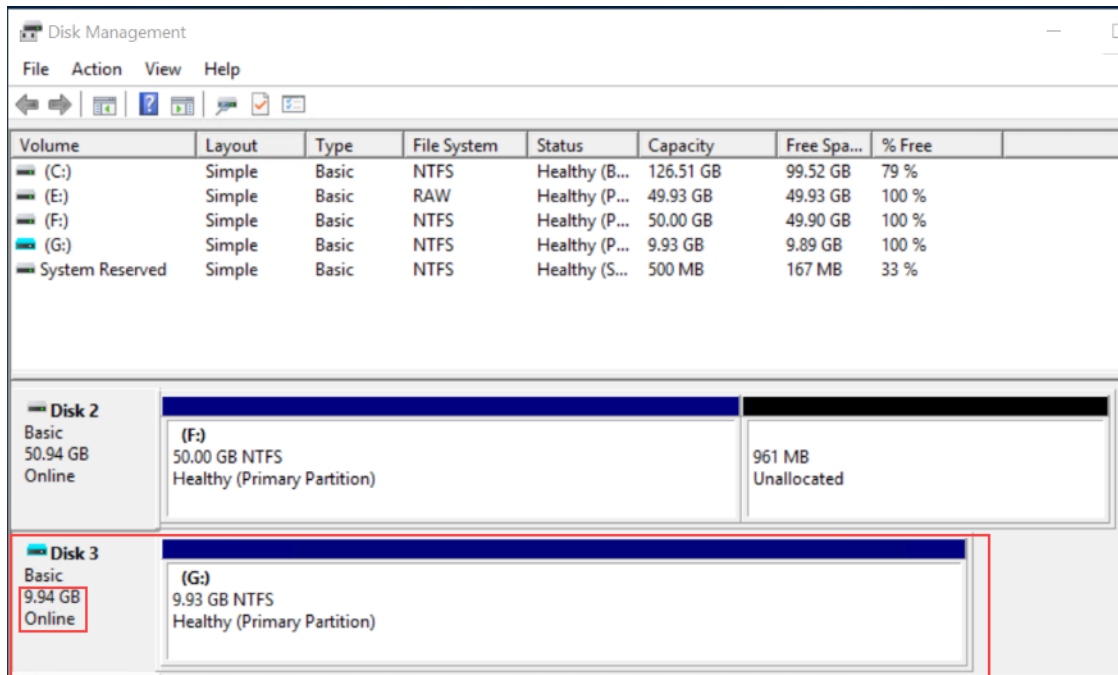 Disk Management
File Action View Help
Volume Layout Type File System Status Capacity Free Spa... % Free
(C:) Simple Basic NTFS Healthy (B... 126.51 GB 99.52 GB 79 %
(E:) Simple Basic RAW Healthy (P... 49.93 GB 49.93 GB 100 %
(F:) Simple Basic NTFS Healthy (P... 50.00 GB 49.90 GB 100 %
(G:) Simple Basic NTFS Healthy (P... 9.93 GB 9.89 GB 100 %
System Reserved Simple Basic NTFS Healthy (S... 500 MB 167 MB 33 %
Disk 2
Basic
50.94 GB
Online
(F:)
50.00 GB NTFS
Healthy (Primary Partition)
961 MB
Unallocated
Disk 3
Basic
9.94 GB
Online
(G:)
9.93 GB NTFS
Healthy (Primary Partition)